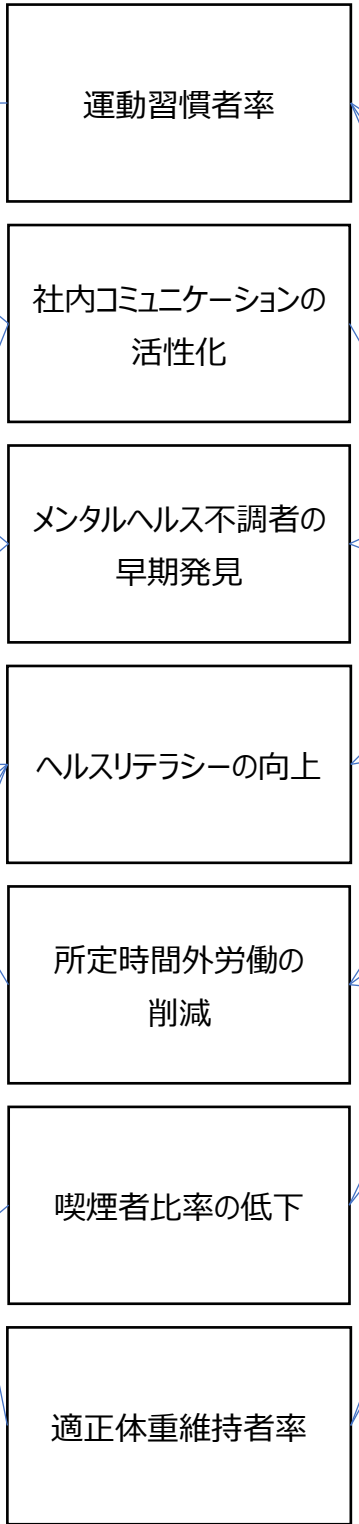 運動習慣者率
社内コミュニケーションの
活性化
メンタルヘルス不調者の
早期発見
ヘルスリテラシーの向上
所定時間外労働の
削減
喫煙者比率の低下
適正体重維持者率